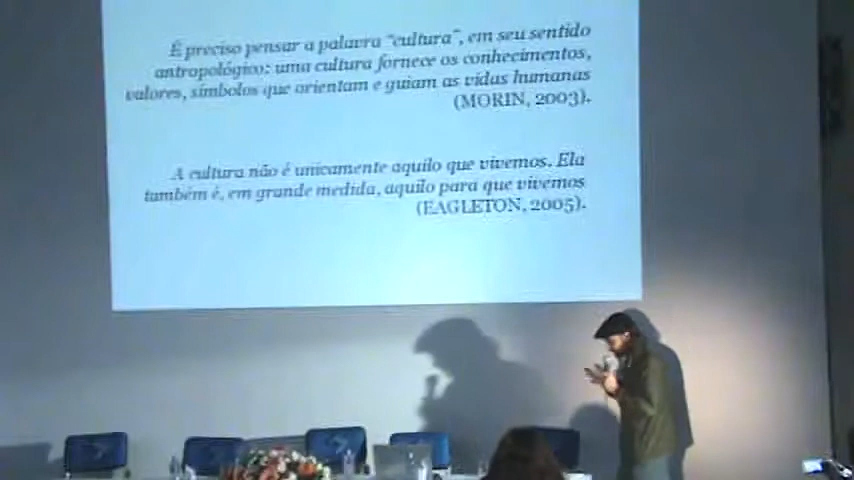 É preciso pensar a palavra "cultura", em seu sentido
antropológico: uma cultura fornece os conhecimentos,
valores, símbolos que orientam e guiam as vidas humanas
(MORIN, 2003).
A cultura não é unicamente aquilo que vivemos. Ela
também é, em grande medida, aquilo para que vivemos
(EAGLETON, 2005).